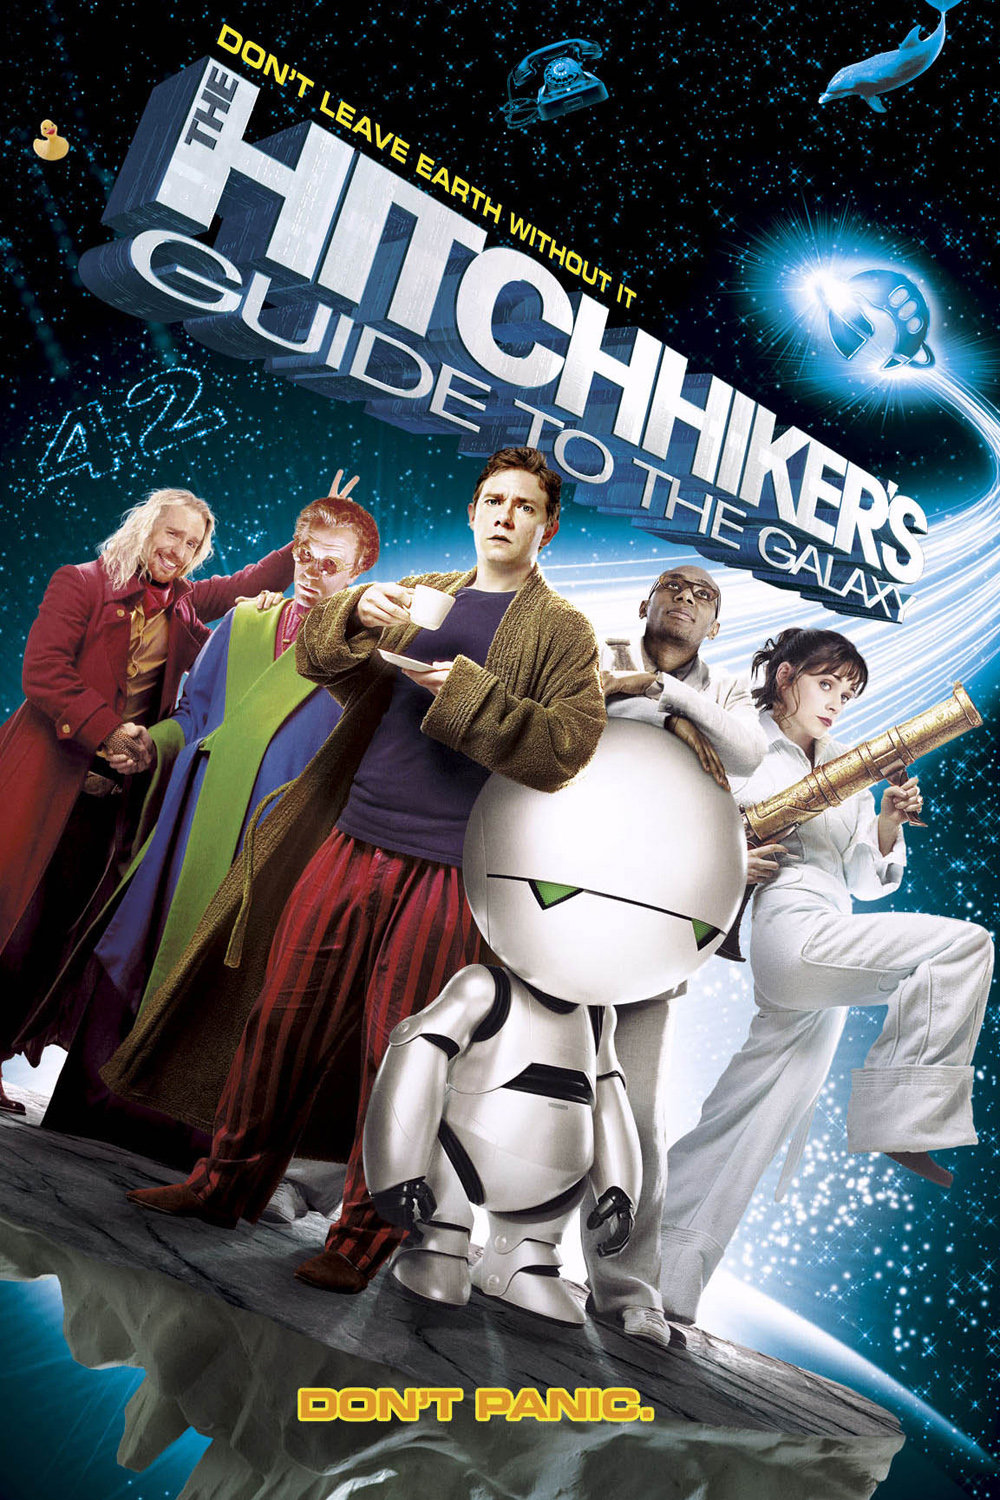 DON'T LEAVE EARTH WITHOUT IT
THE HITCHHIKER'S
GUIDE TO THE GALAXY
42
DON'T PANIC.